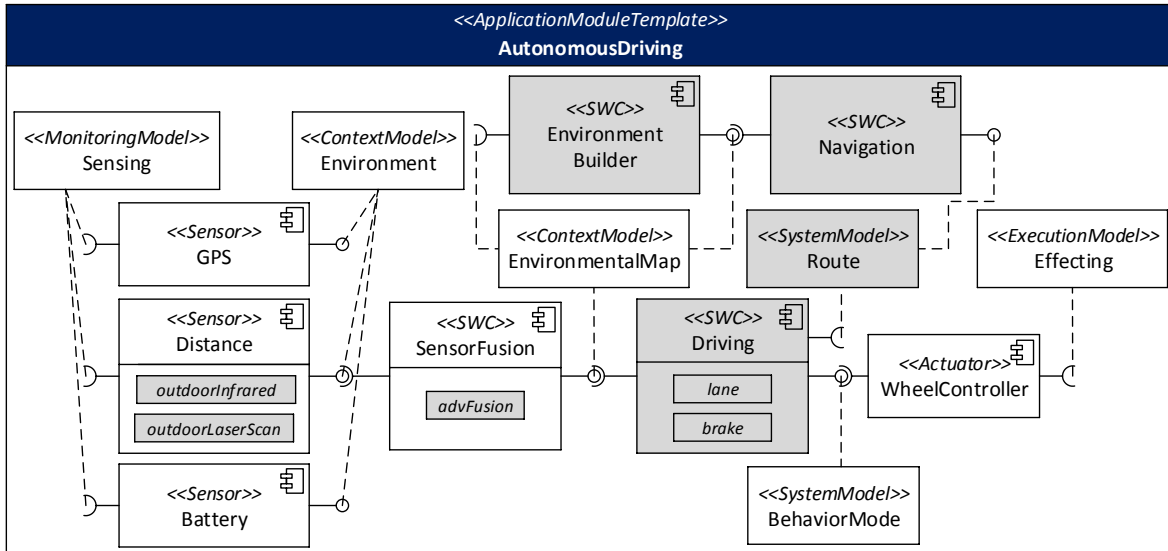 <<ApplicationModuleTemplate>>
AutonomousDriving
<<MonitoringModel>>
Sensing
<<ContextModel>>
Environment
<<SWC>>
Environment
Builder
<<SWC>>
Navigation
<<Sensor>>
GPS
<<ContextModel>>
EnvironmentalMap
<<SystemModel>>
Route
<<ExecutionModel>>
Effecting
<<Sensor>>
Distance
outdoorInfrared
outdoorLaserScan
<<SWC>>
SensorFusion
advFusion
<<SWC>>
Driving
lane
brake
<<Actuator>>
WheelController
<<Sensor>>
Battery
<<SystemModel>>
BehaviorMode